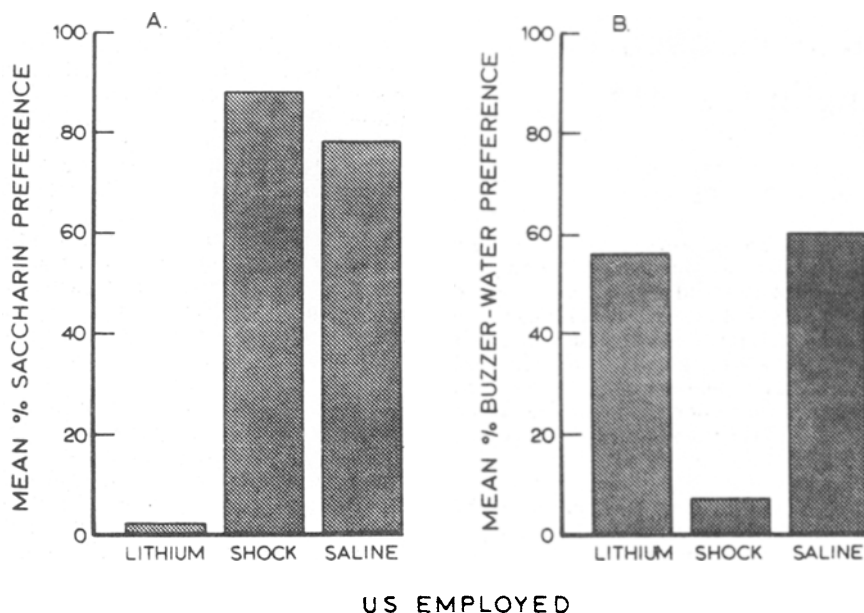 A.
MEAN % SACCHARIN PREFERENCE
100
80
60
40
20
0
LITHIUM SHOCK SALINE
B.
MEAN % BUZZER-WATER PREFERENCE
100
80
60
40
20
0
LITHIUM SHOCK SALINE
US EMPLOYED